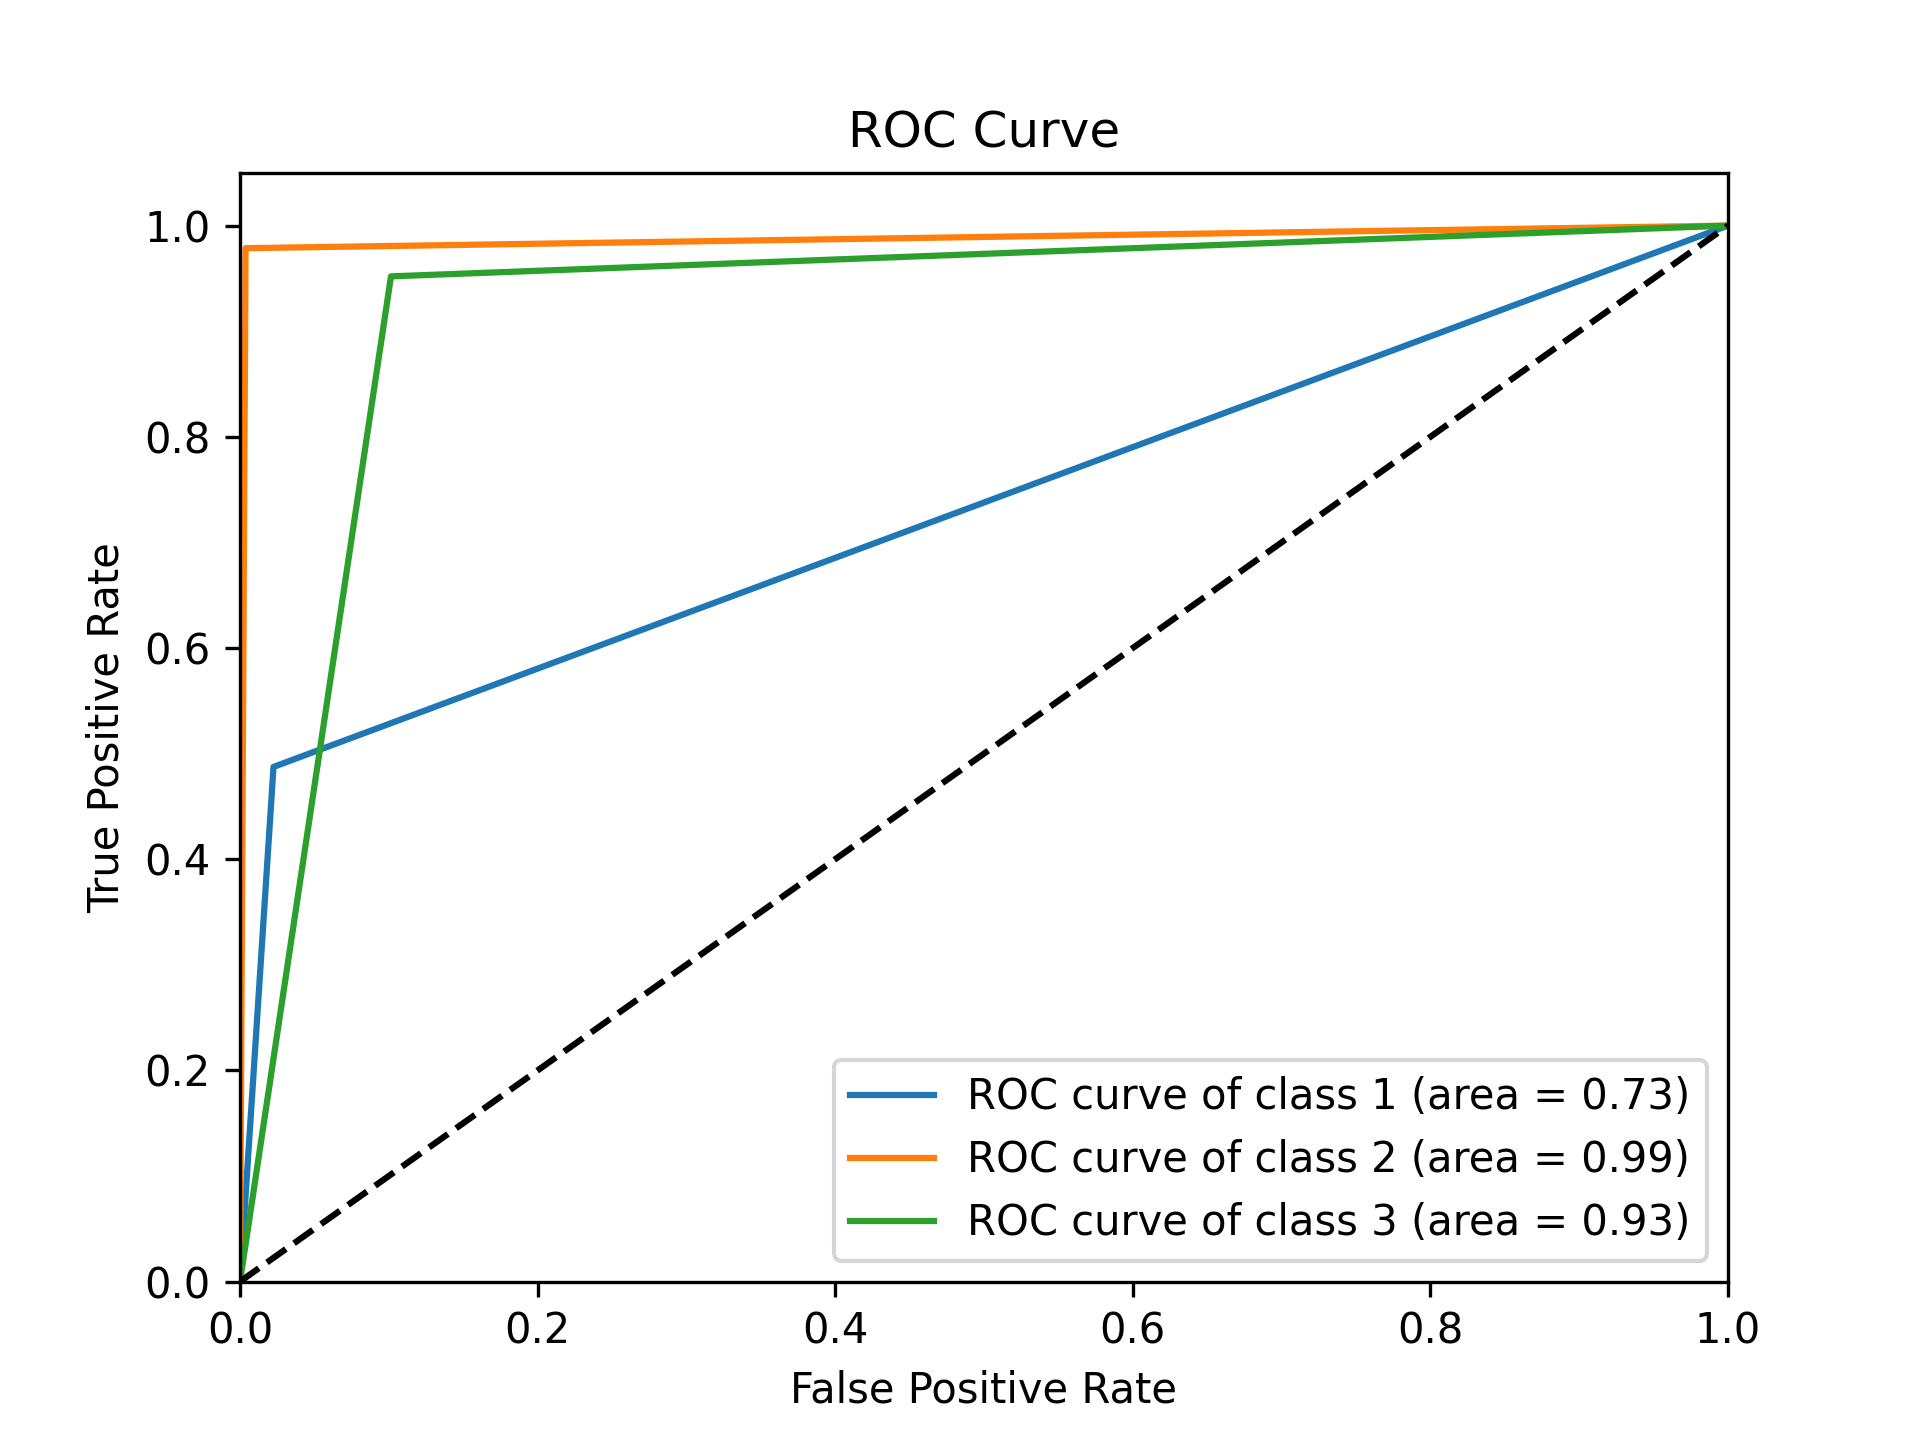 ROC Curve
1.0
0.8
0.6
0.4
0.2
0.0
True Positive Rate
0.0 0.2 0.4 0.6 0.8 1.0
False Positive Rate
ROC curve of class 1 (area = 0.73)
ROC curve of class 2 (area = 0.99)
ROC curve of class 3 (area = 0.93)